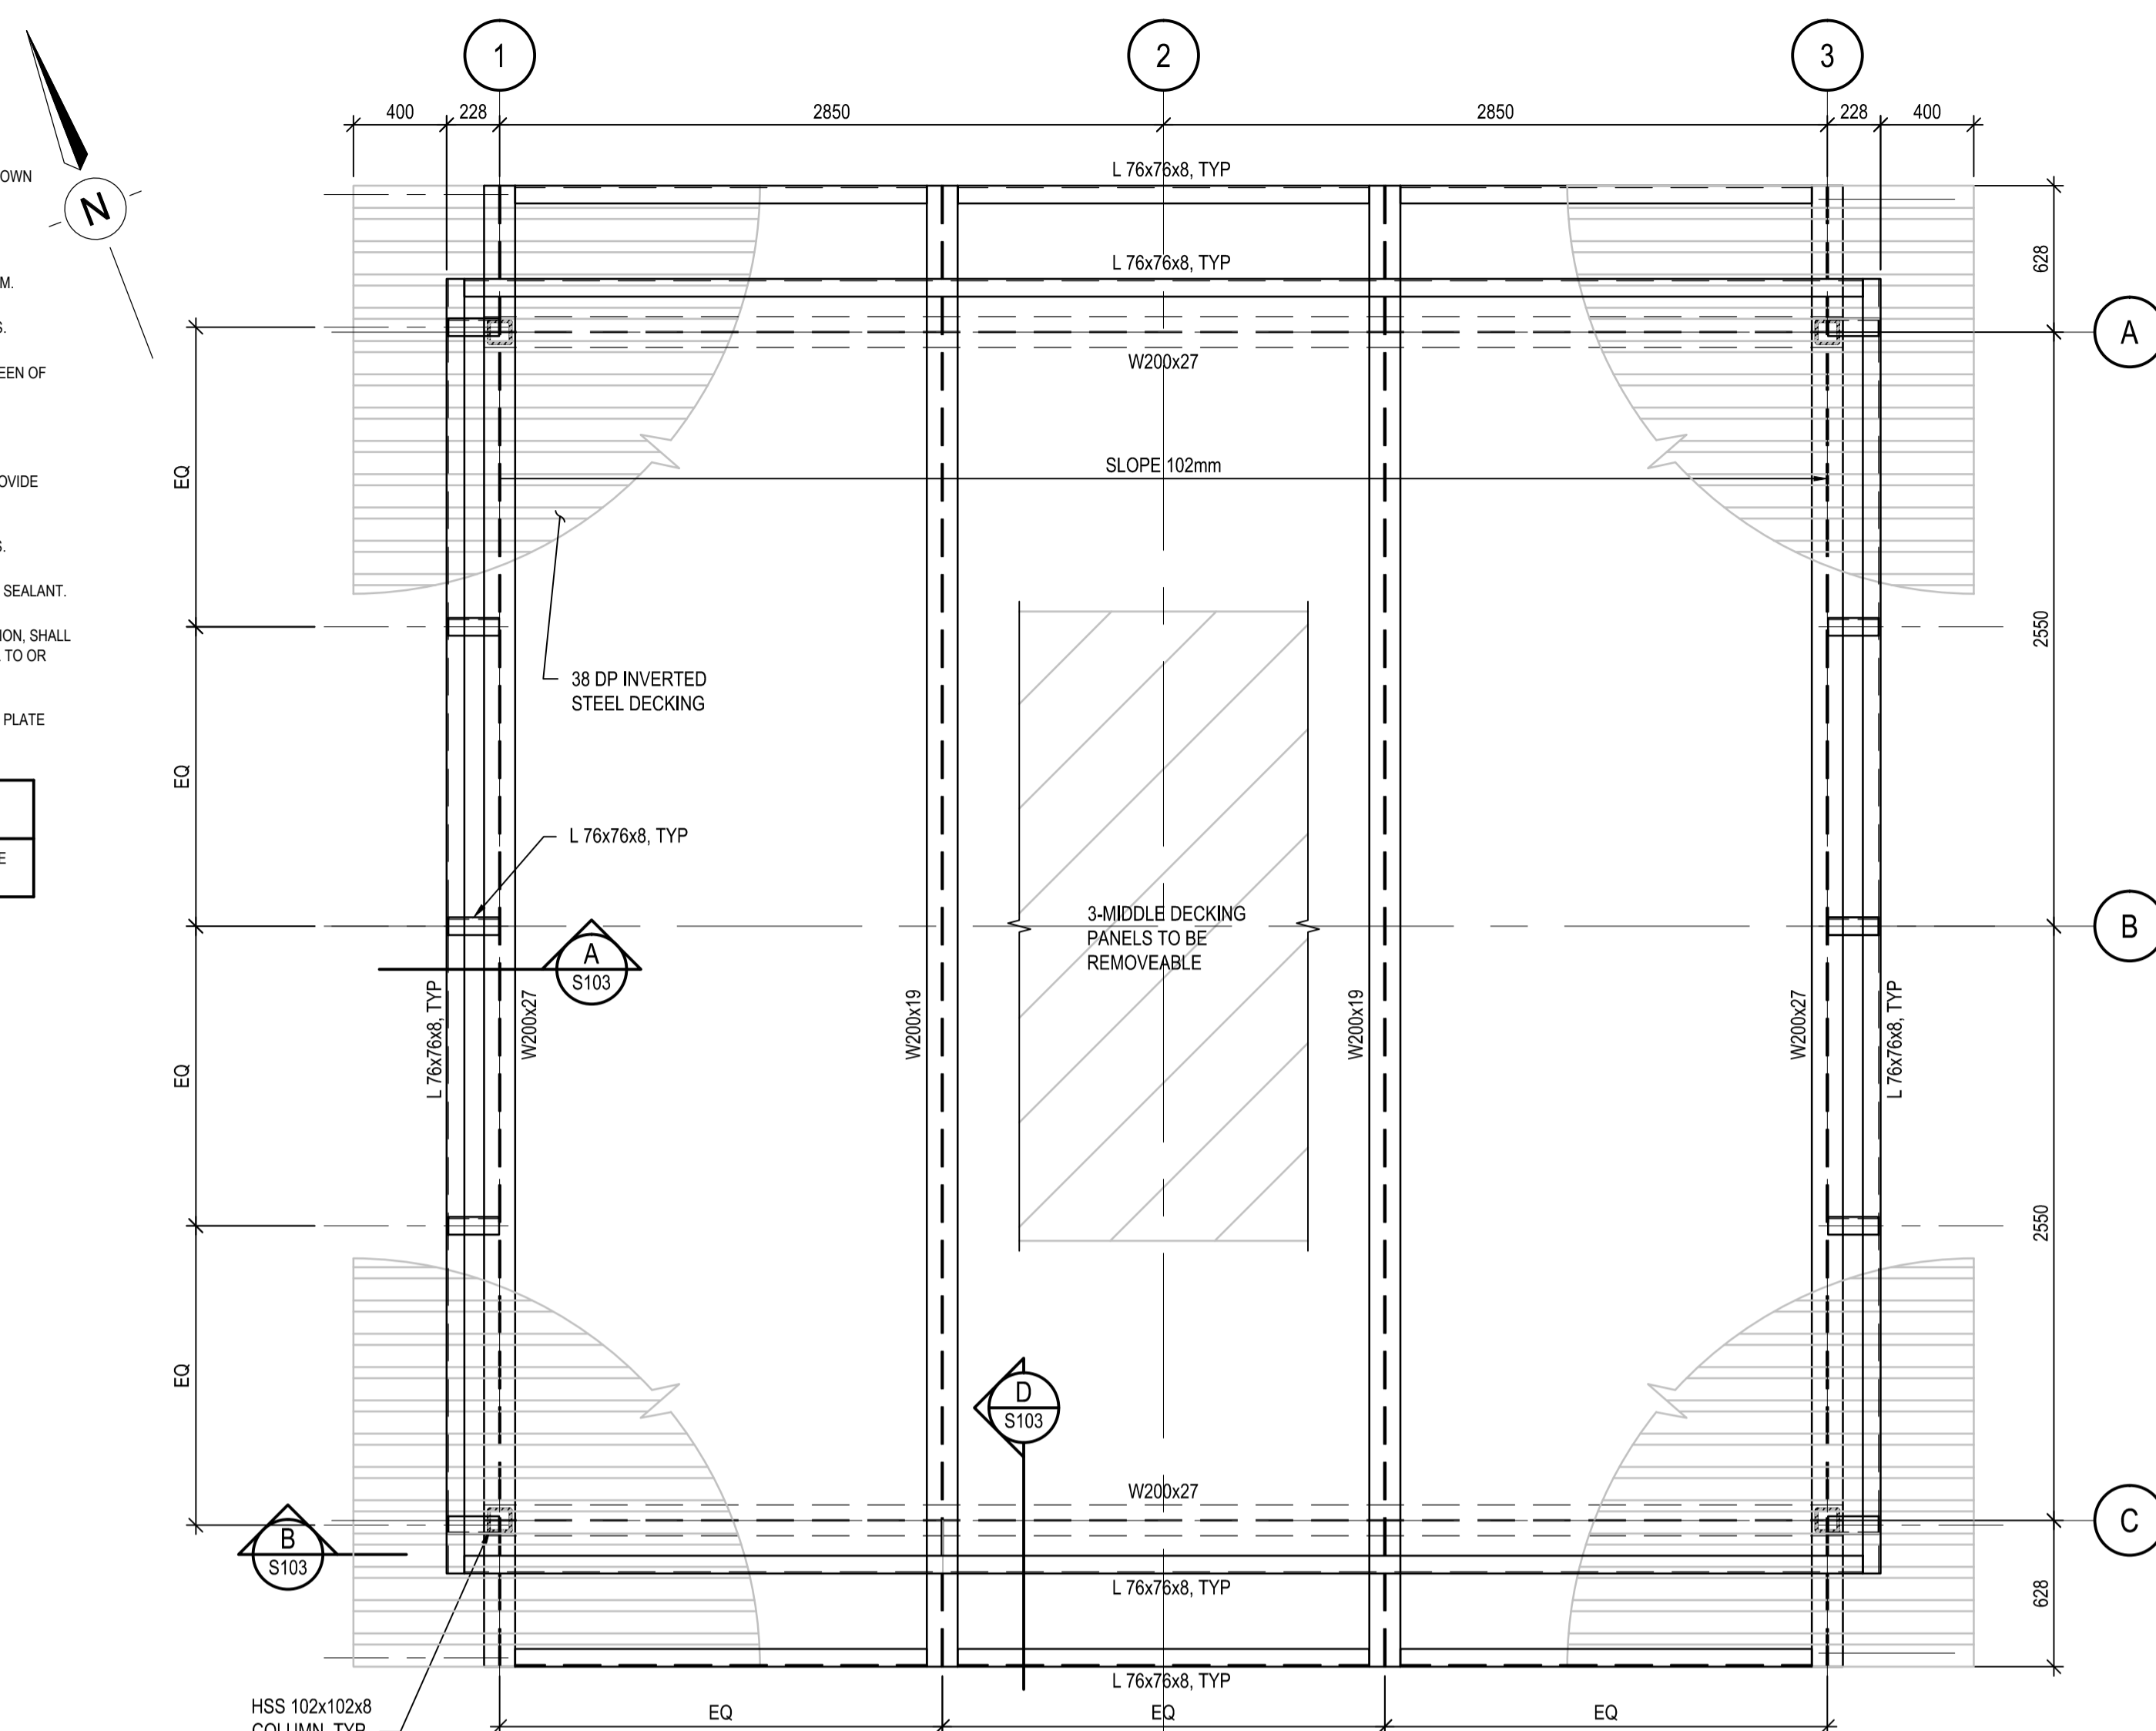 1
2
3
400
228
2850
2850
228
400
L 76x76x8, TYP
OWN
N
L 76x76x8, TYP
628
M.
S.
A
W200x27
EEN OF
SLOPE 102mm
EQ
OVIDE
S.
SEALANT.
ION, SHALL
TO OR
2550
38 DP INVERTED
STEEL DECKING
PLATE
EQ
L 76x76x8, TYP
E
3-MIDDLE DECKING
PANELS TO BE
REMOVEABLE
B
A
S103
L 76x76x8, TYP
W200x27
W200x19
W200x19
W200x27
L 76x76x8, TYP
EQ
2550
EQ
D
S103
W200x27
C
B
S103
L 76x76x8, TYP
628
L 76x76x8, TYP
HSS 102x102x8
COLUMN, TYP
EQ
EQ
EQ